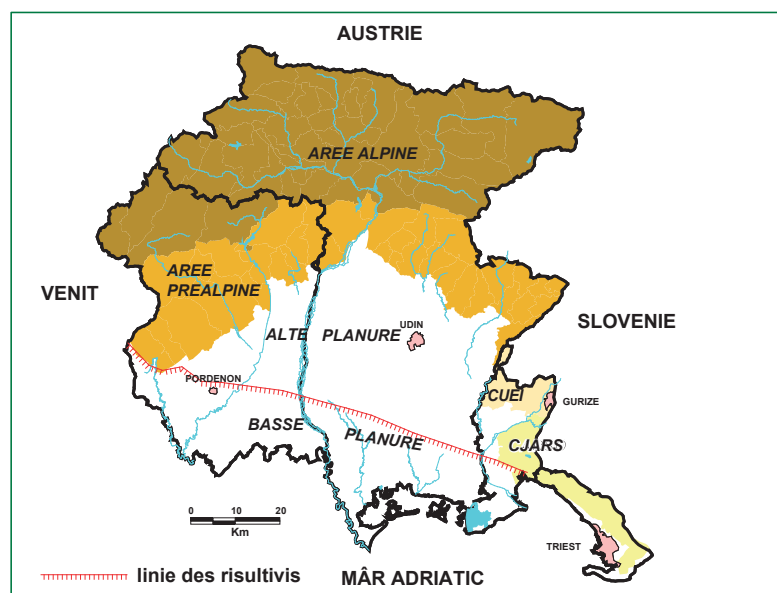 AUSTRIE
AREE ALPINE
AREE
PREALPINE
VENIT
SLOVENIE
ALTE PLANURE
UDIN
PORDENON
CUEI
GURIZE
BASSE
PLANURE
CJARS
0 10 20
Km
TRIEST
linie des risultivis
MÂR ADRIATIC